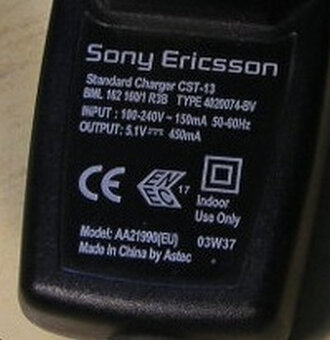 Sony Ericsson
Standard Charger CST-13
BML 162 160/1 R3B TYPE 4020074-BV
INPUT : 100-240V ~ 150mA 50-60Hz
OUTPUT: 5.1V⎓ 450mA
CE EN EC 17
Indoor
Use Only
Model: AA21990(EU) 03W37
Made in China by Astec